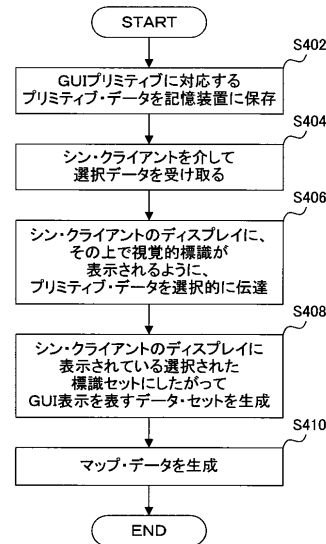 START
S402
GUIプリミティブに対応する
プリミティブ・データを記憶装置に保存
S404
シン・クライアントを介して
選択データを受け取る
S406
シン・クライアントのディスプレイに、
その上で視覚的標識が
表示されるように、
プリミティブ・データを選択的に伝達
S408
シン・クライアントのディスプレイに
表示されている選択された
標識セットにしたがって
GUI表示を表すデータ・セットを生成
S410
マップ・データを生成
END